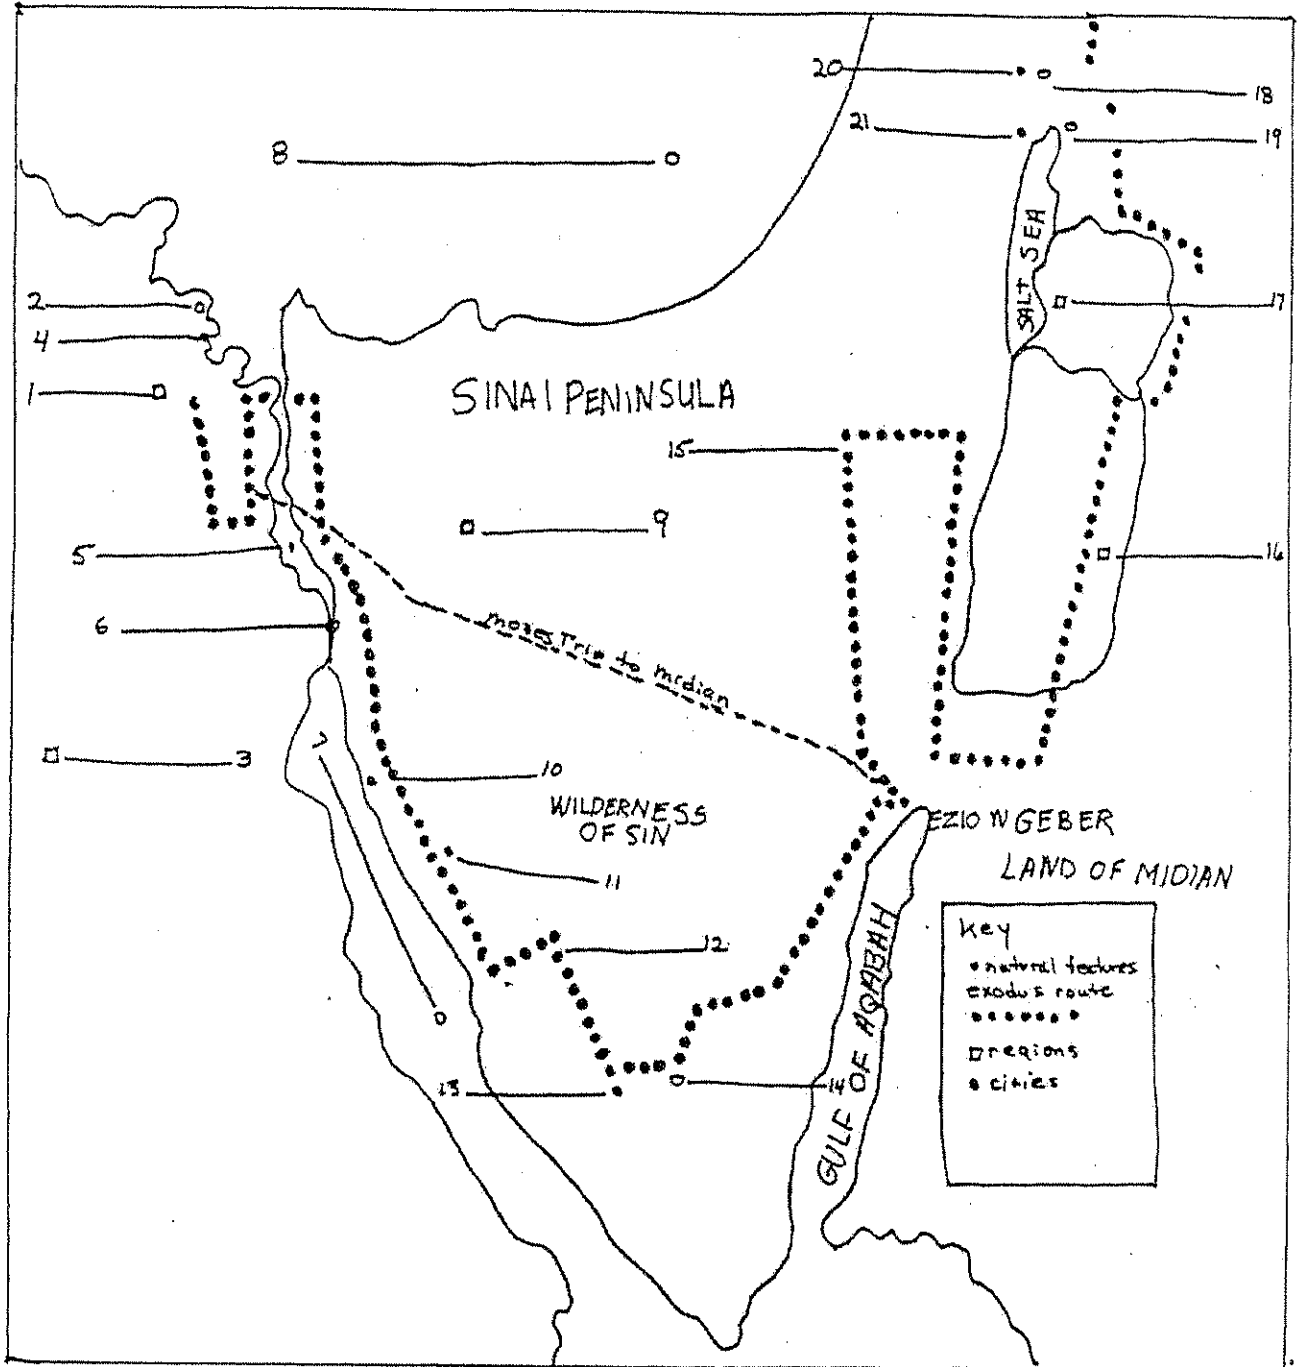 20
18
21
19
8
SALT SEA
2
17
4
1
SINAI PENINSULA
15
9
5
16
6
Moses Trip to median
7
3
10
WILDERNESS
OF SIN
EZION GEBER
11
LAND OF MIDIAN
12
key
• natural features
exodus route
regions
• cities
13
14
GULF OF AQABAH